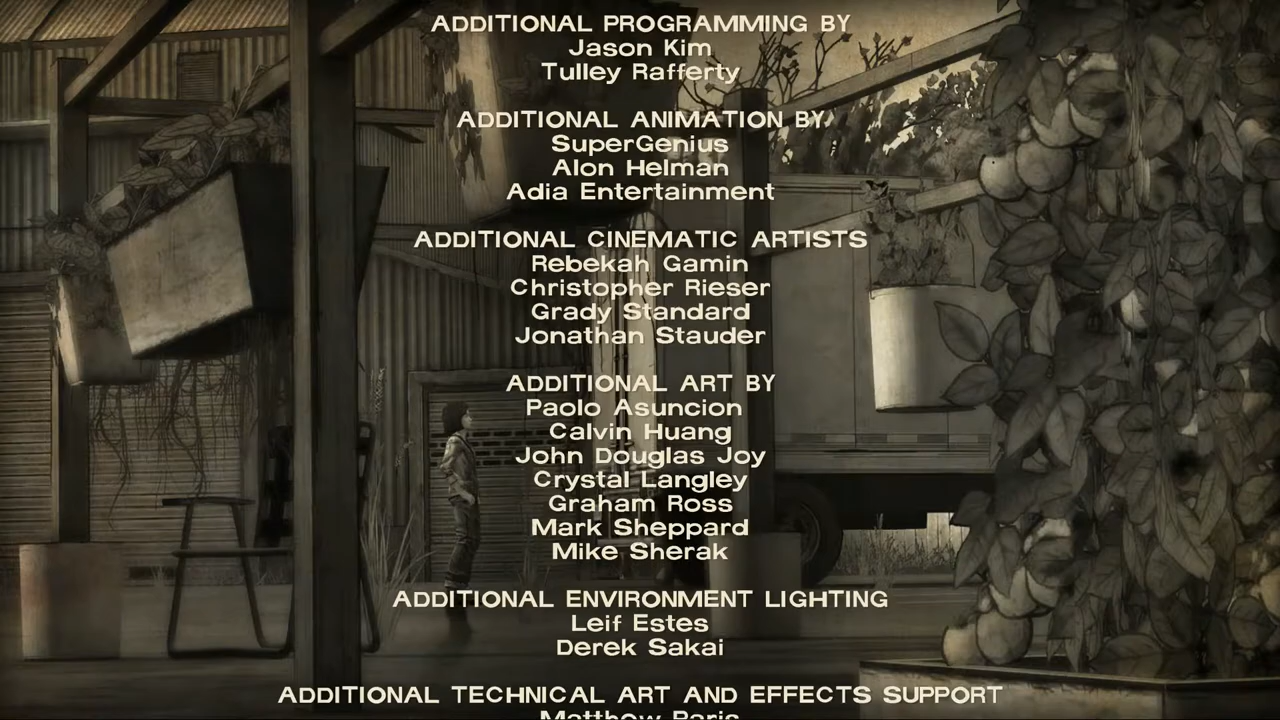 ADDITIONAL PROGRAMMING BY
Jason Kim
Tulley Rafferty
ADDITIONAL ANIMATION BY
SuperGenius
Alon Helman
Adia Entertainment
ADDITIONAL CINEMATIC ARTISTS
Rebekah Gamin
Christopher Rieser
Grady Standard
Jonathan Stauder
ADDITIONAL ART BY
Paolo Asuncion
Calvin Huang
John Douglas Joy
Crystal Langley
Graham Ross
Mark Sheppard
Mike Sherak
ADDITIONAL ENVIRONMENT LIGHTING
Leif Estes
Derek Sakai
ADDITIONAL TECHNICAL ART AND EFFECTS SUPPORT
Matthew Paris